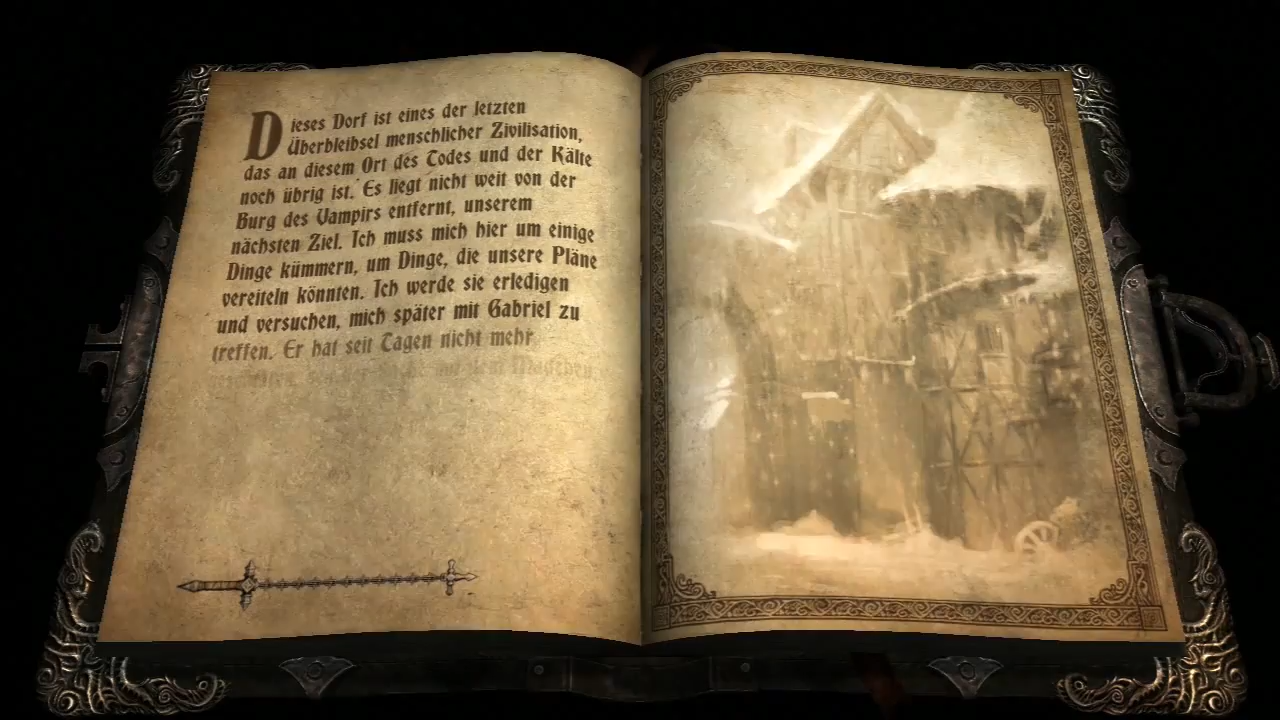 Dieses Dorf ist eines der letzten
Überbleibsel menschlicher Zivilisation,
das an diesem Ort des Todes und der Kälte
noch übrig ist. Es liegt nicht weit von der
Burg des Vampirs entfernt, unserem
nächsten Ziel. Ich muss mich hier um einige
Dinge kümmern, um Dinge, die unsere Pläne
vereiteln könnten. Ich werde sie erledigen
und versuchen, mich später mit Gabriel zu
treffen. Er hat seit Tagen nicht mehr